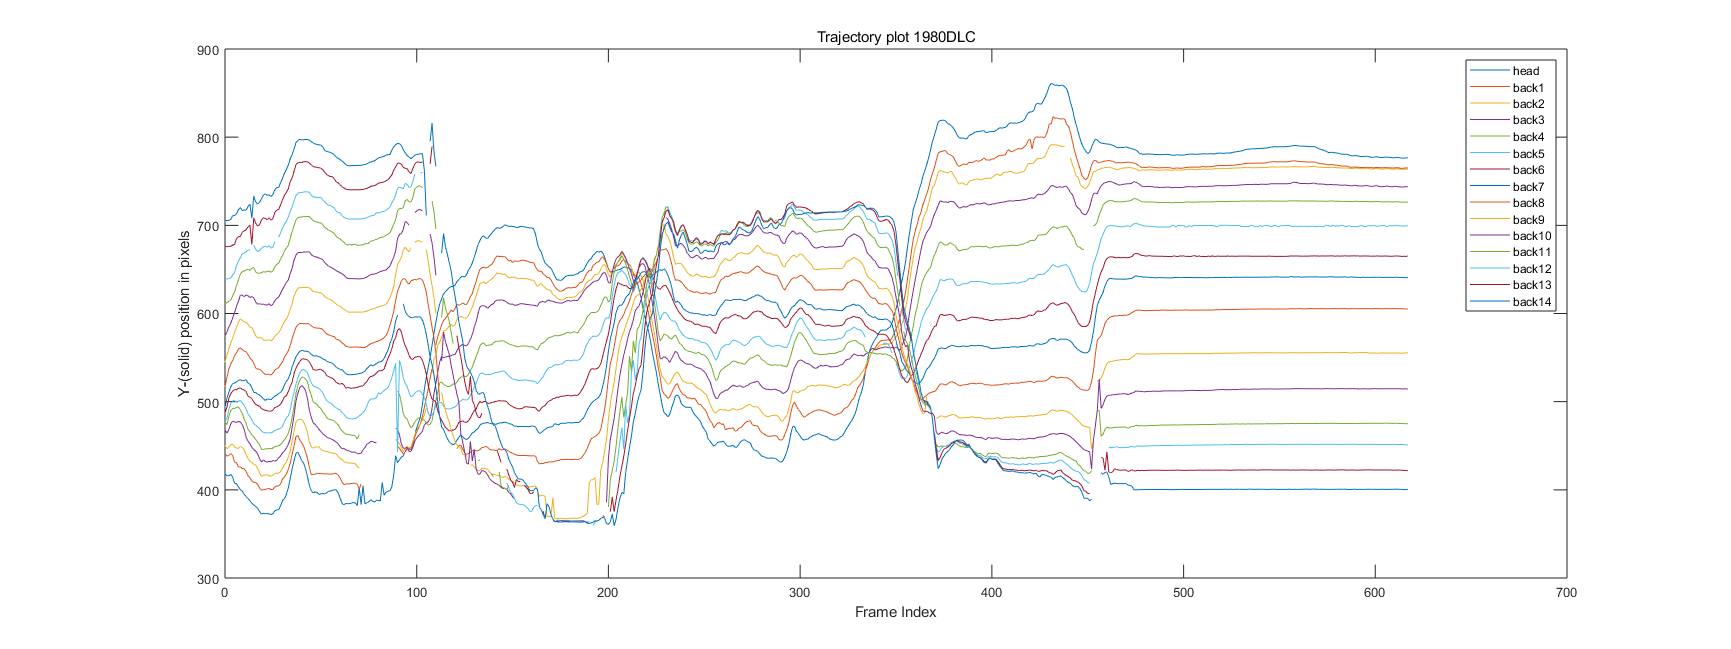 Trajectory plot 1980DLC
900
800
700
600
500
400
300
Y-(solid) position in pixels
0 100 200 300 400 500 600 700
Frame Index
head
back1
back2
back3
back4
back5
back6
back7
back8
back9
back10
back11
back12
back13
back14